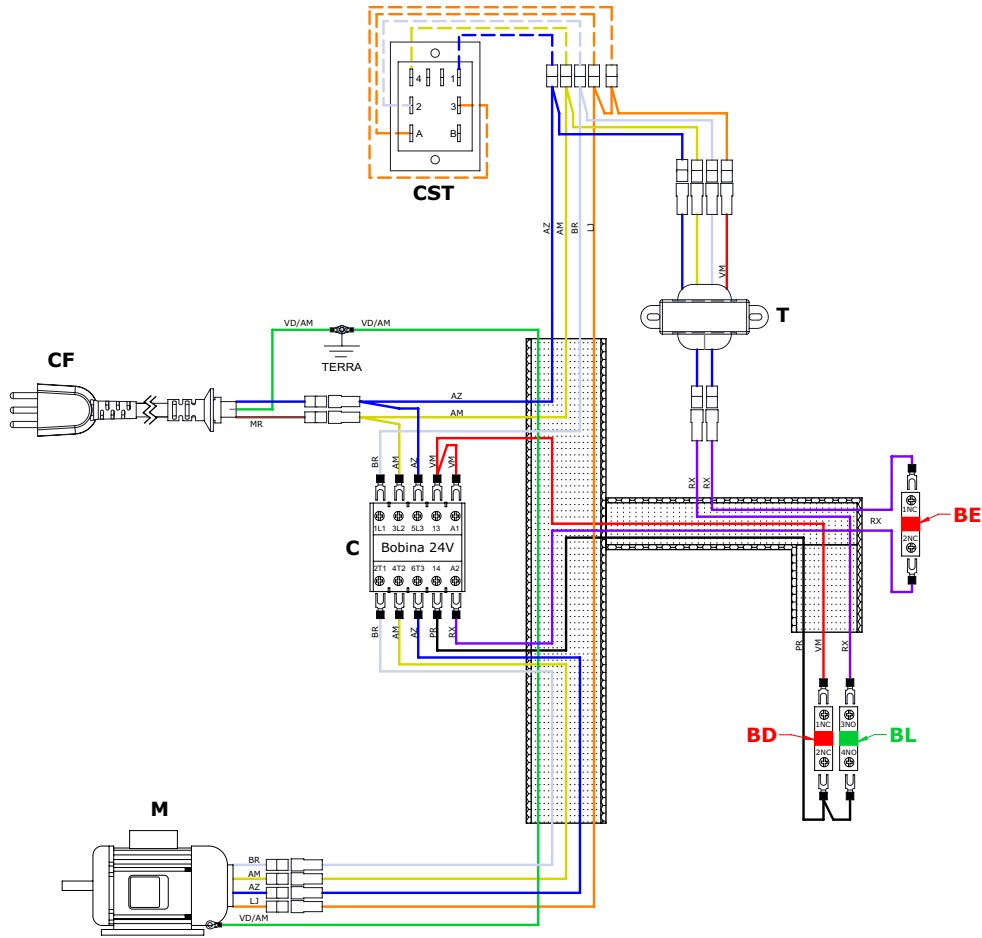 4
1
2
3
A
B
CST
AZ
AM
BR
LJ
VM
T
VD/AM
VD/AM
TERRA
CF
AZ
AM
MR
BR
AM
AZ
VM
VM
RX
RX
1L1
3L2
5L3
13
A1
C
Bobina 24V
2T1
4T2
6T3
14
A2
BR
AM
AZ
PR
RX
RX
1NC
2NC
BE
PR
VM
RX
1NC
2NC
3NO
4NO
BD
BL
M
BR
AM
AZ
LJ
VD/AM